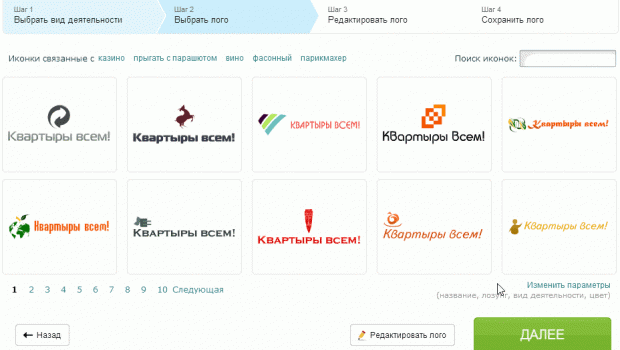 Шаг 1
Выбрать вид деятельности
Шаг 2
Выбрать лого
Шаг 3
Редактировать лого
Шаг 4
Сохранить лого
Иконки связанные с казино прыгать с парашютом вино фасонный парикмахер
Поиск иконок:
Квартыры всем!
Квартыры всем!
КВАРТЫРЫ ВСЕМ!
Квартыры всем!
Квартыры всем!
Квартыры всем!
Квартыры всем!
Квартыры всем!
Квартыры всем!
Квартыры всем!
1 2 3 4 5 6 7 8 9 10 Следующая
Изменить параметры
(название, лозунг, вид деятельности, цвет)
Назад
Редактировать лого
ДАЛЕЕ